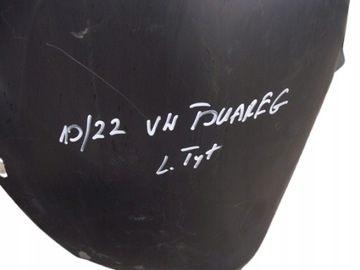 10/22 VW TOUAREG
L. Tył